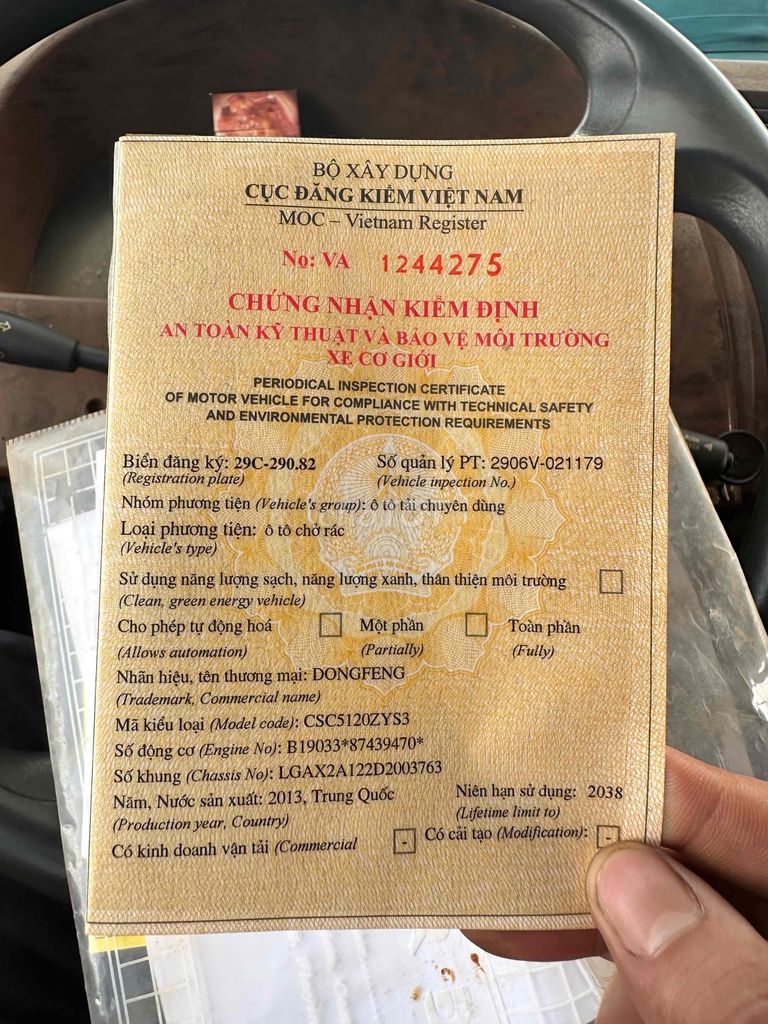 BỘ XÂY DỰNG
CỤC ĐĂNG KIỂM VIỆT NAM
MOC – Vietnam Register
No: VA 1244275
CHỨNG NHẬN KIỂM ĐỊNH
AN TOÀN KỸ THUẬT VÀ BẢO VỆ MÔI TRƯỜNG
XE CƠ GIỚI
PERIODICAL INSPECTION CERTIFICATE
OF MOTOR VEHICLE FOR COMPLIANCE WITH TECHNICAL SAFETY
AND ENVIRONMENTAL PROTECTION REQUIREMENTS
Biển đăng ký: 29C-290.82 Số quản lý PT: 2906V-021179
(Registration plate) (Vehicle inpection No.)
Nhóm phương tiện (Vehicle's group): ô tô tải chuyên dùng
Loại phương tiện: ô tô chở rác
(Vehicle's type)
Sử dụng năng lượng sạch, năng lượng xanh, thân thiện môi trường
(Clean, green energy vehicle)
Cho phép tự động hoá Một phần Toàn phần
(Allows automation) (Partially) (Fully)
Nhãn hiệu, tên thương mại: DONGFENG
(Trademark, Commercial name)
Mã kiểu loại (Model code): CSC5120ZYS3
Số động cơ (Engine No): B19033*87439470*
Số khung (Chassis No): LGAX2A122D2003763
Năm, Nước sản xuất: 2013, Trung Quốc Niên hạn sử dụng: 2038
(Production year, Country) (Lifetime limit to)
Có kinh doanh vận tải (Commercial - Có cải tạo (Modification): -